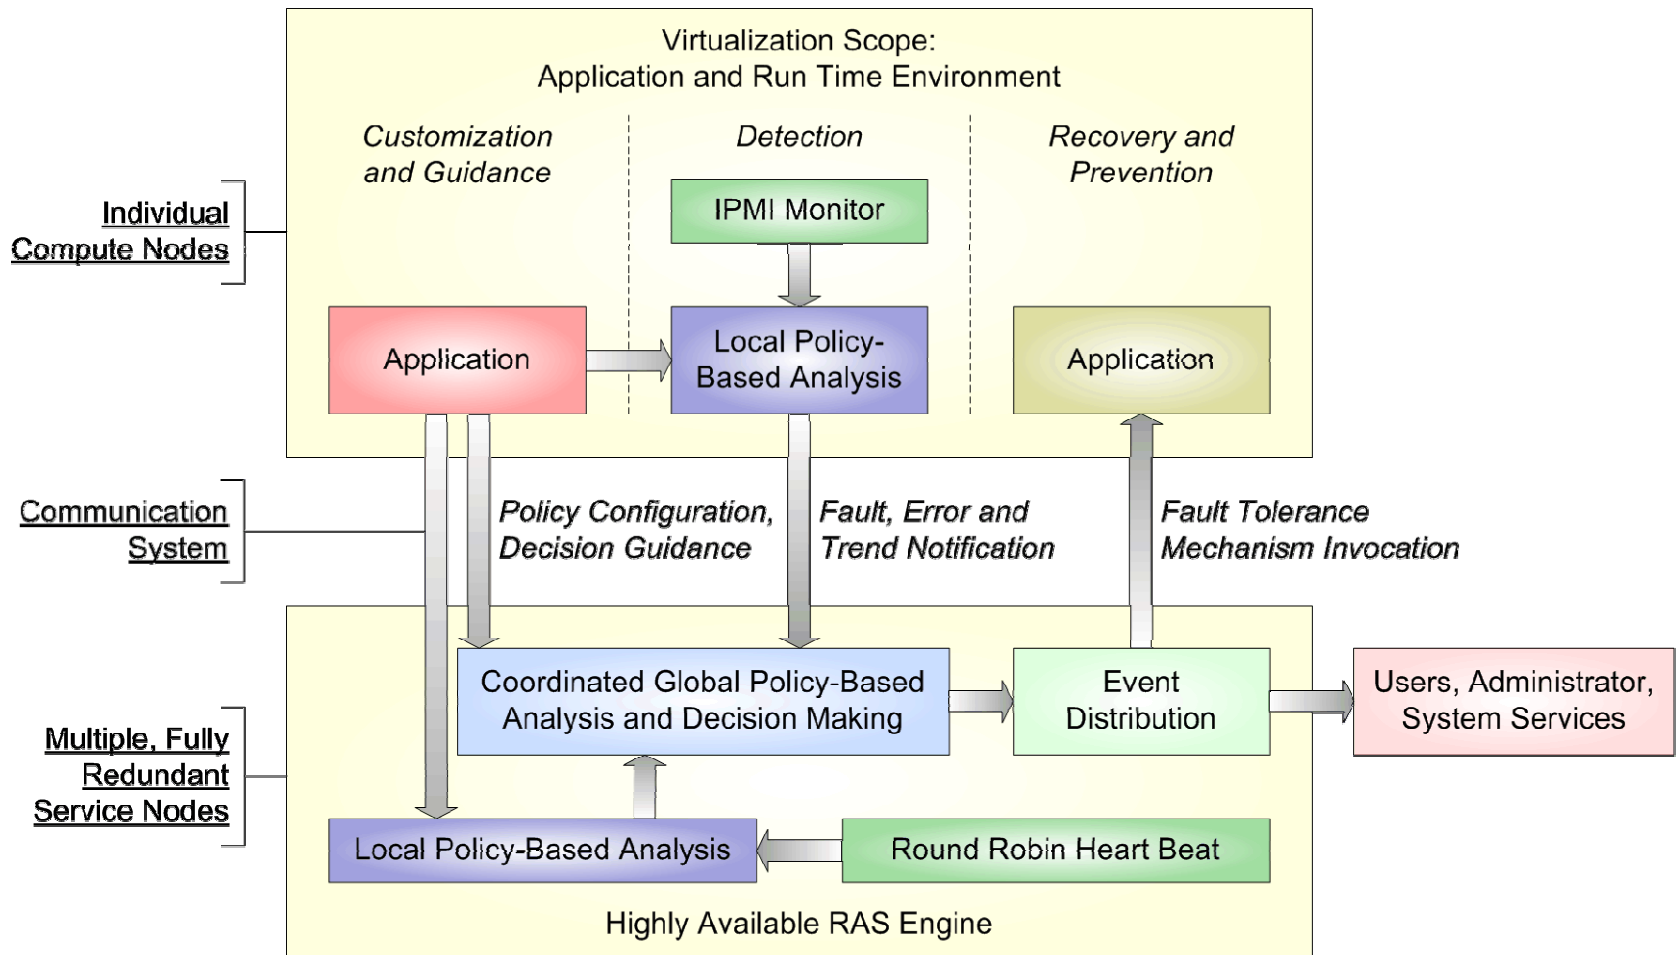 Virtualization Scope:
Application and Run Time Environment
Customization
and Guidance
Detection
Recovery and
Prevention
Individual
Compute Nodes
IPMI Monitor
Application
Local Policy-
Based Analysis
Application
Communication
System
Policy Configuration,
Decision Guidance
Fault, Error and
Trend Notification
Fault Tolerance
Mechanism Invocation
Multiple, Fully
Redundant
Service Nodes
Coordinated Global Policy-Based
Analysis and Decision Making
Event
Distribution
Users, Administrator,
System Services
Local Policy-Based Analysis
Round Robin Heart Beat
Highly Available RAS Engine